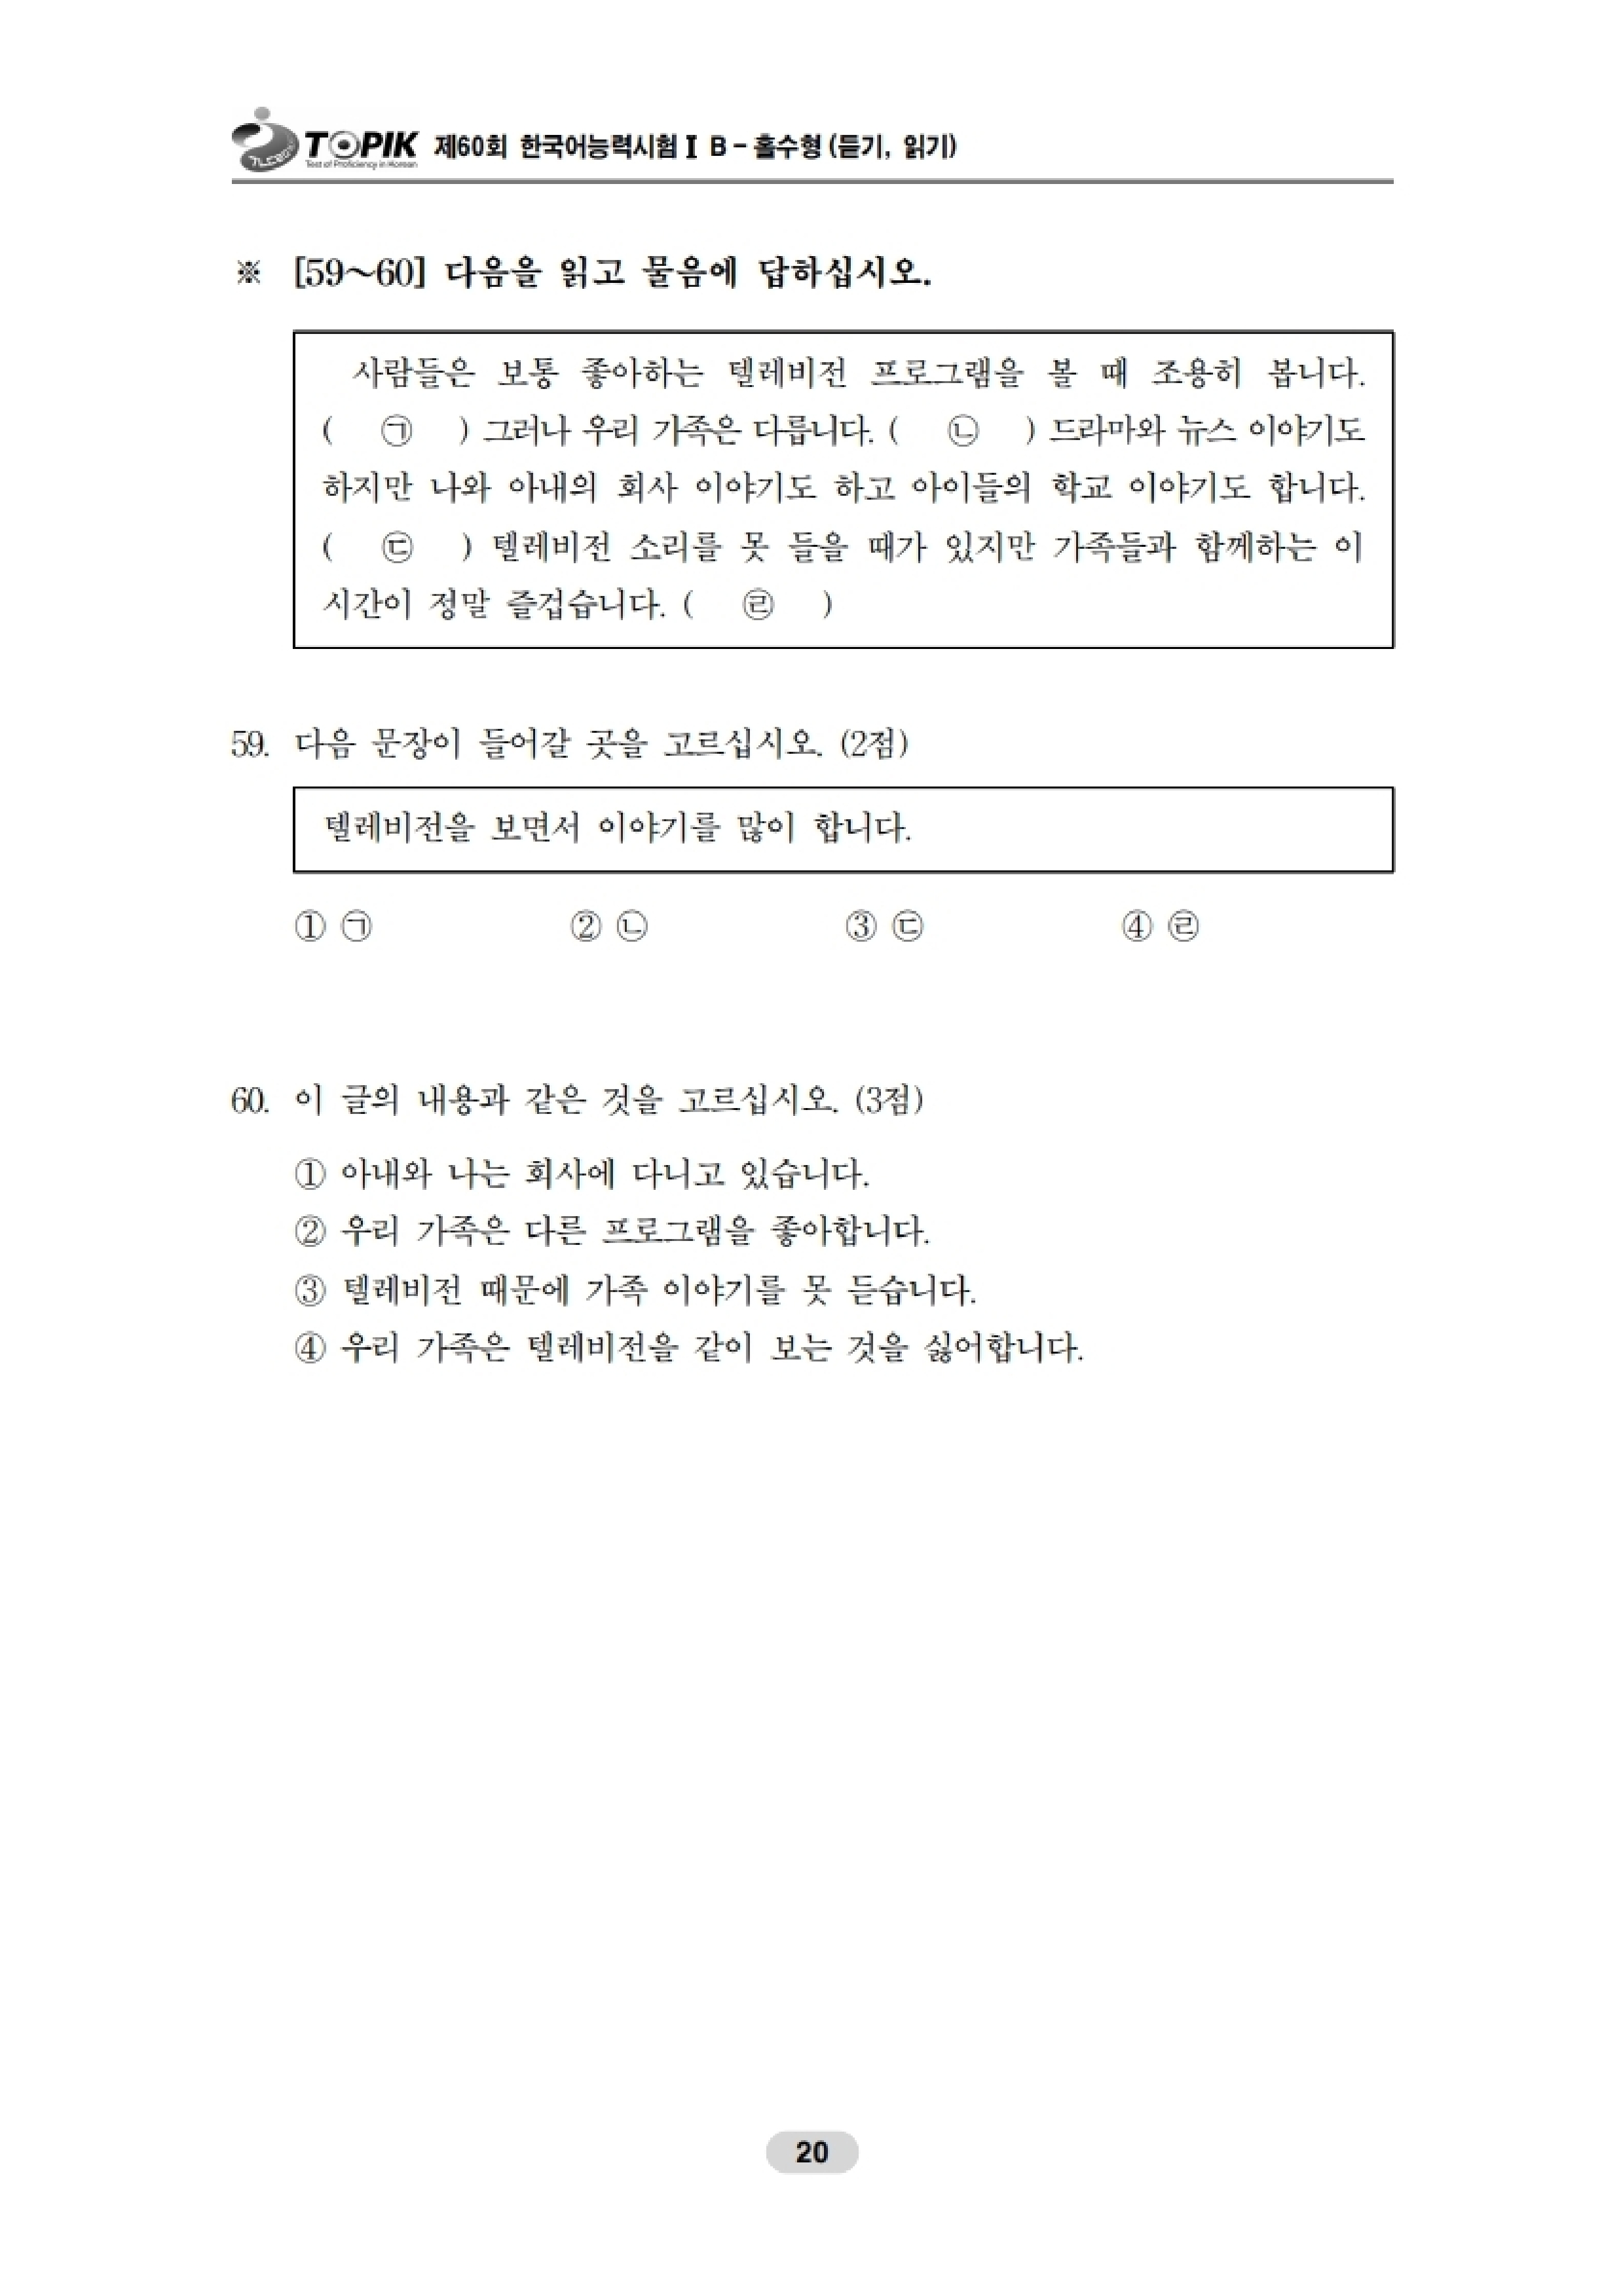 TOPIK 제60회 한국어능력시험 I B - 홀수형 (듣기, 읽기)
Test of Proficiency in Korean
※ [59~60] 다음을 읽고 물음에 답하십시오.
사람들은 보통 좋아하는 텔레비전 프로그램을 볼 때 조용히 봅니다.
( ㉠ ) 그러나 우리 가족은 다릅니다. ( ㉡ ) 드라마와 뉴스 이야기도
하지만 나와 아내의 회사 이야기도 하고 아이들의 학교 이야기도 합니다.
( ㉢ ) 텔레비전 소리를 못 들을 때가 있지만 가족들과 함께하는 이
시간이 정말 즐겁습니다. ( ㉣ )
59. 다음 문장이 들어갈 곳을 고르십시오. (2점)
텔레비전을 보면서 이야기를 많이 합니다.
① ㉠ ② ㉡ ③ ㉢ ④ ㉣
60. 이 글의 내용과 같은 것을 고르십시오. (3점)
① 아내와 나는 회사에 다니고 있습니다.
② 우리 가족은 다른 프로그램을 좋아합니다.
③ 텔레비전 때문에 가족 이야기를 못 듣습니다.
④ 우리 가족은 텔레비전을 같이 보는 것을 싫어합니다.
20